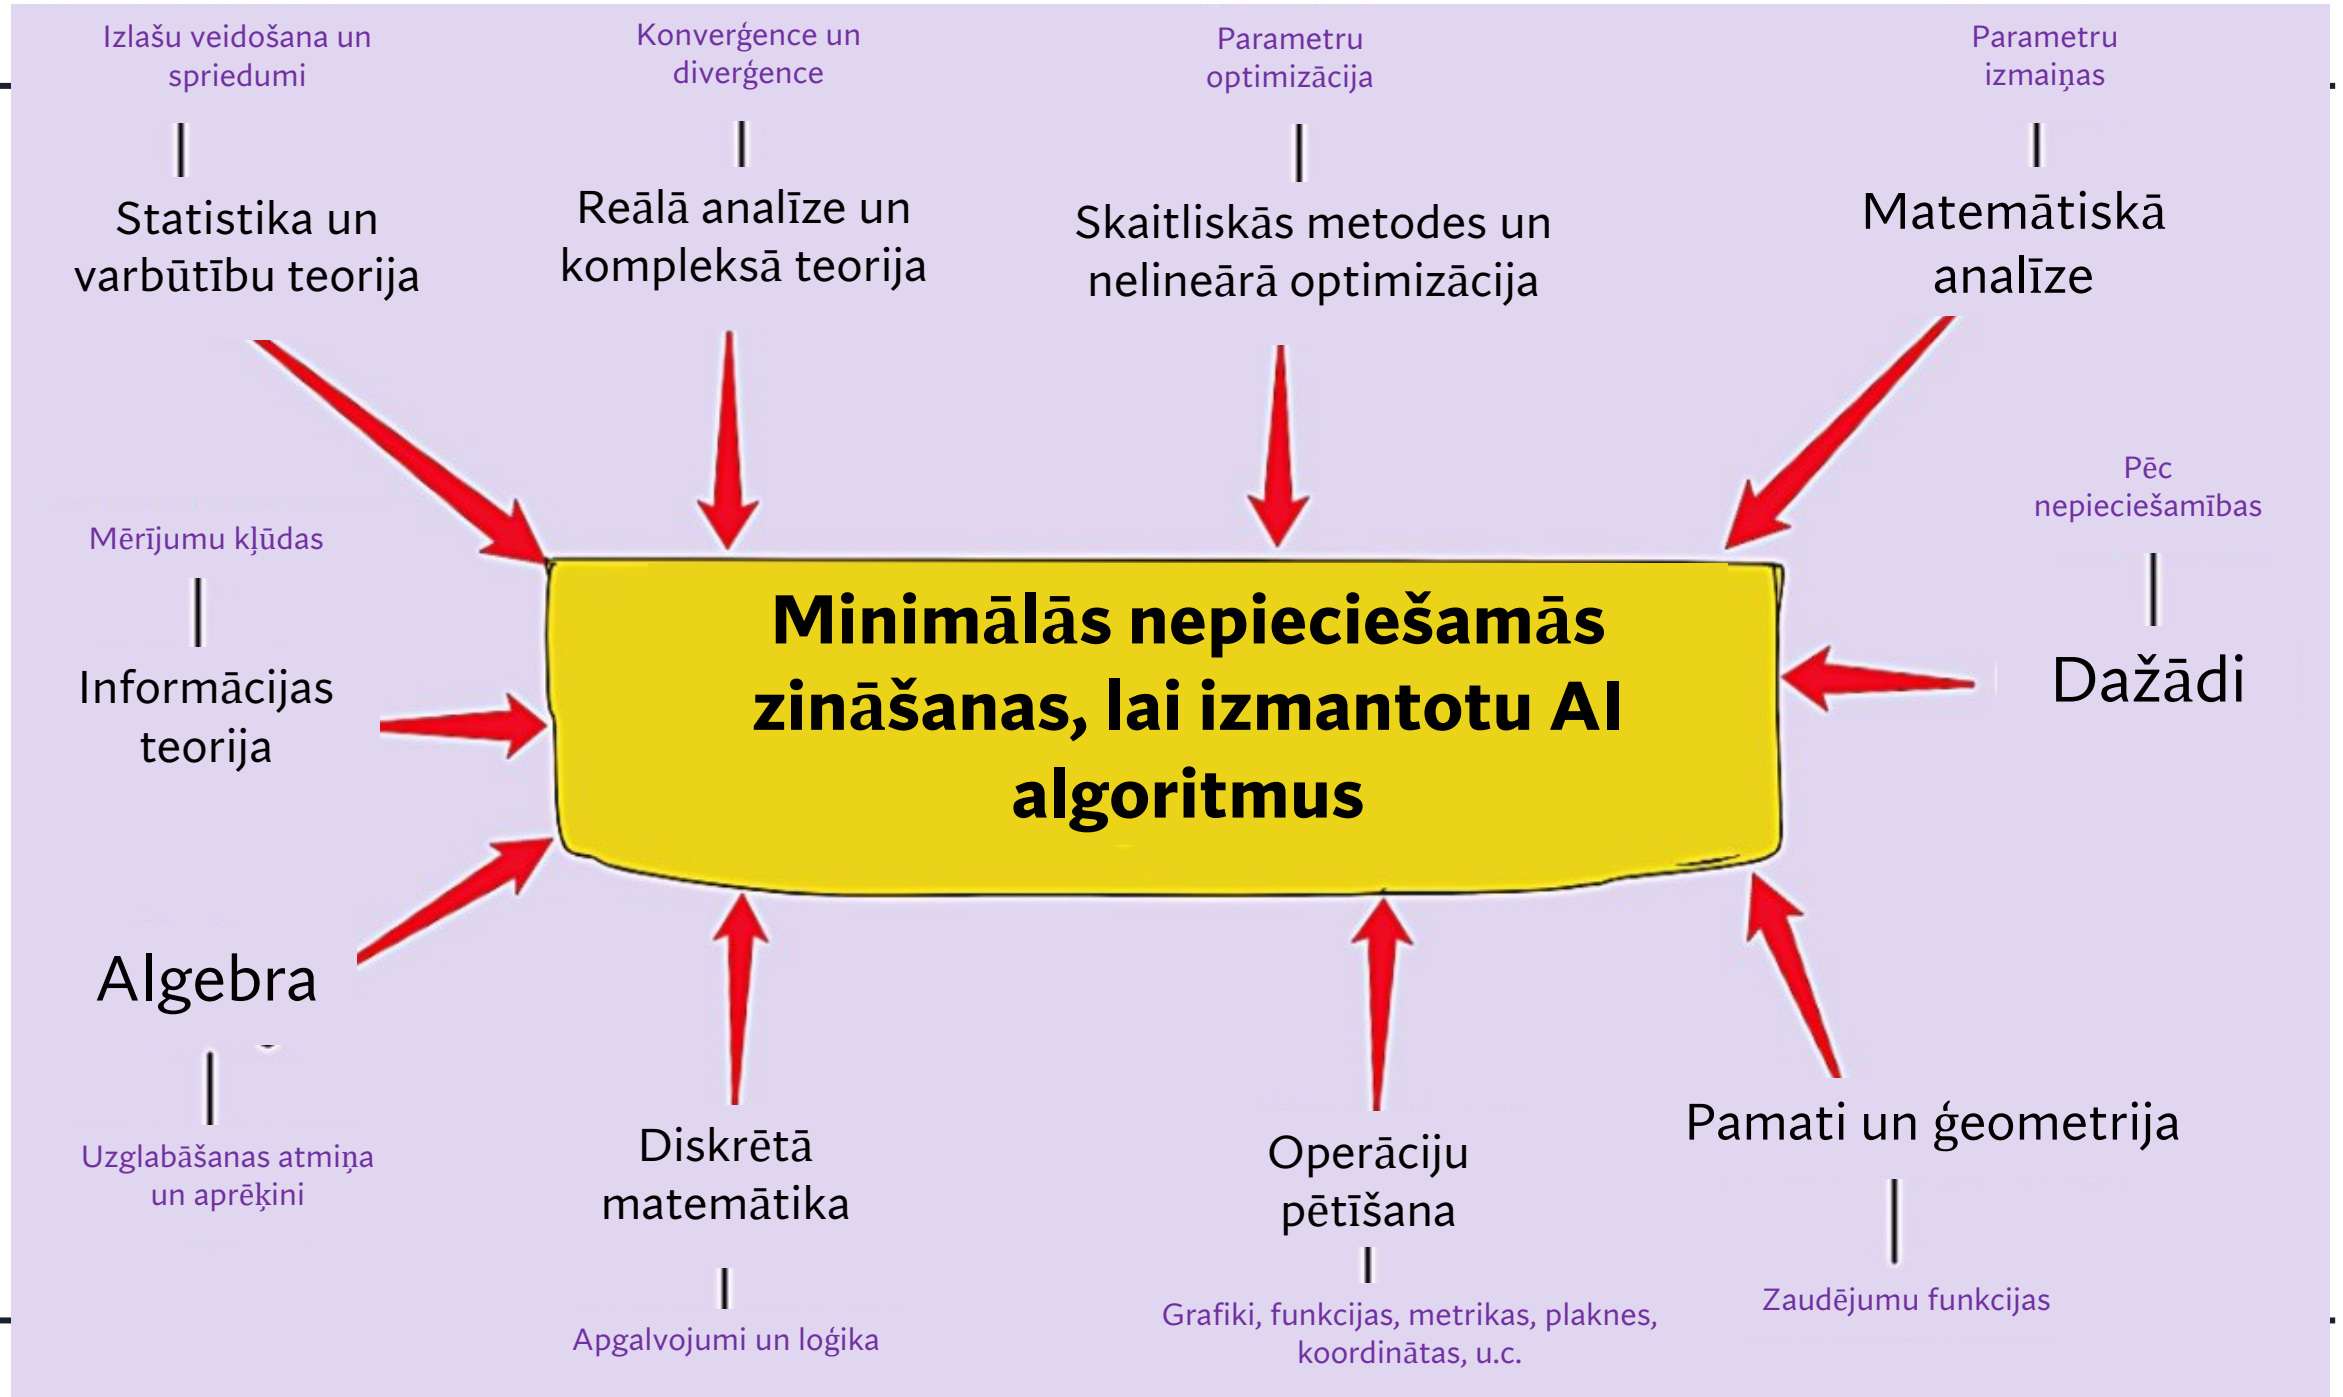 Izlašu veidošana un
spriedumi
Konverģence un
diverģence
Parametru
optimizācija
Parametru
izmaiņas
Statistika un
varbūtību teorija
Reālā analīze un
kompleksā teorija
Skaitliskās metodes un
nelineārā optimizācija
Matemātiskā
analīze
Mērījumu kļūdas
Informācijas
teorija
Minimālās nepieciešamās
zināšanas, lai izmantotu AI
algoritmus
Pēc
nepieciešamības
Dažādi
Algebra
Uzglabāšanas atmiņa
un aprēķini
Diskrētā
matemātika
Apgalvojumi un loģika
Operāciju
pētīšana
Grafiki, funkcijas, metrikas, plaknes,
koordinātas, u.c.
Pamati un ģeometrija
Zaudējumu funkcijas